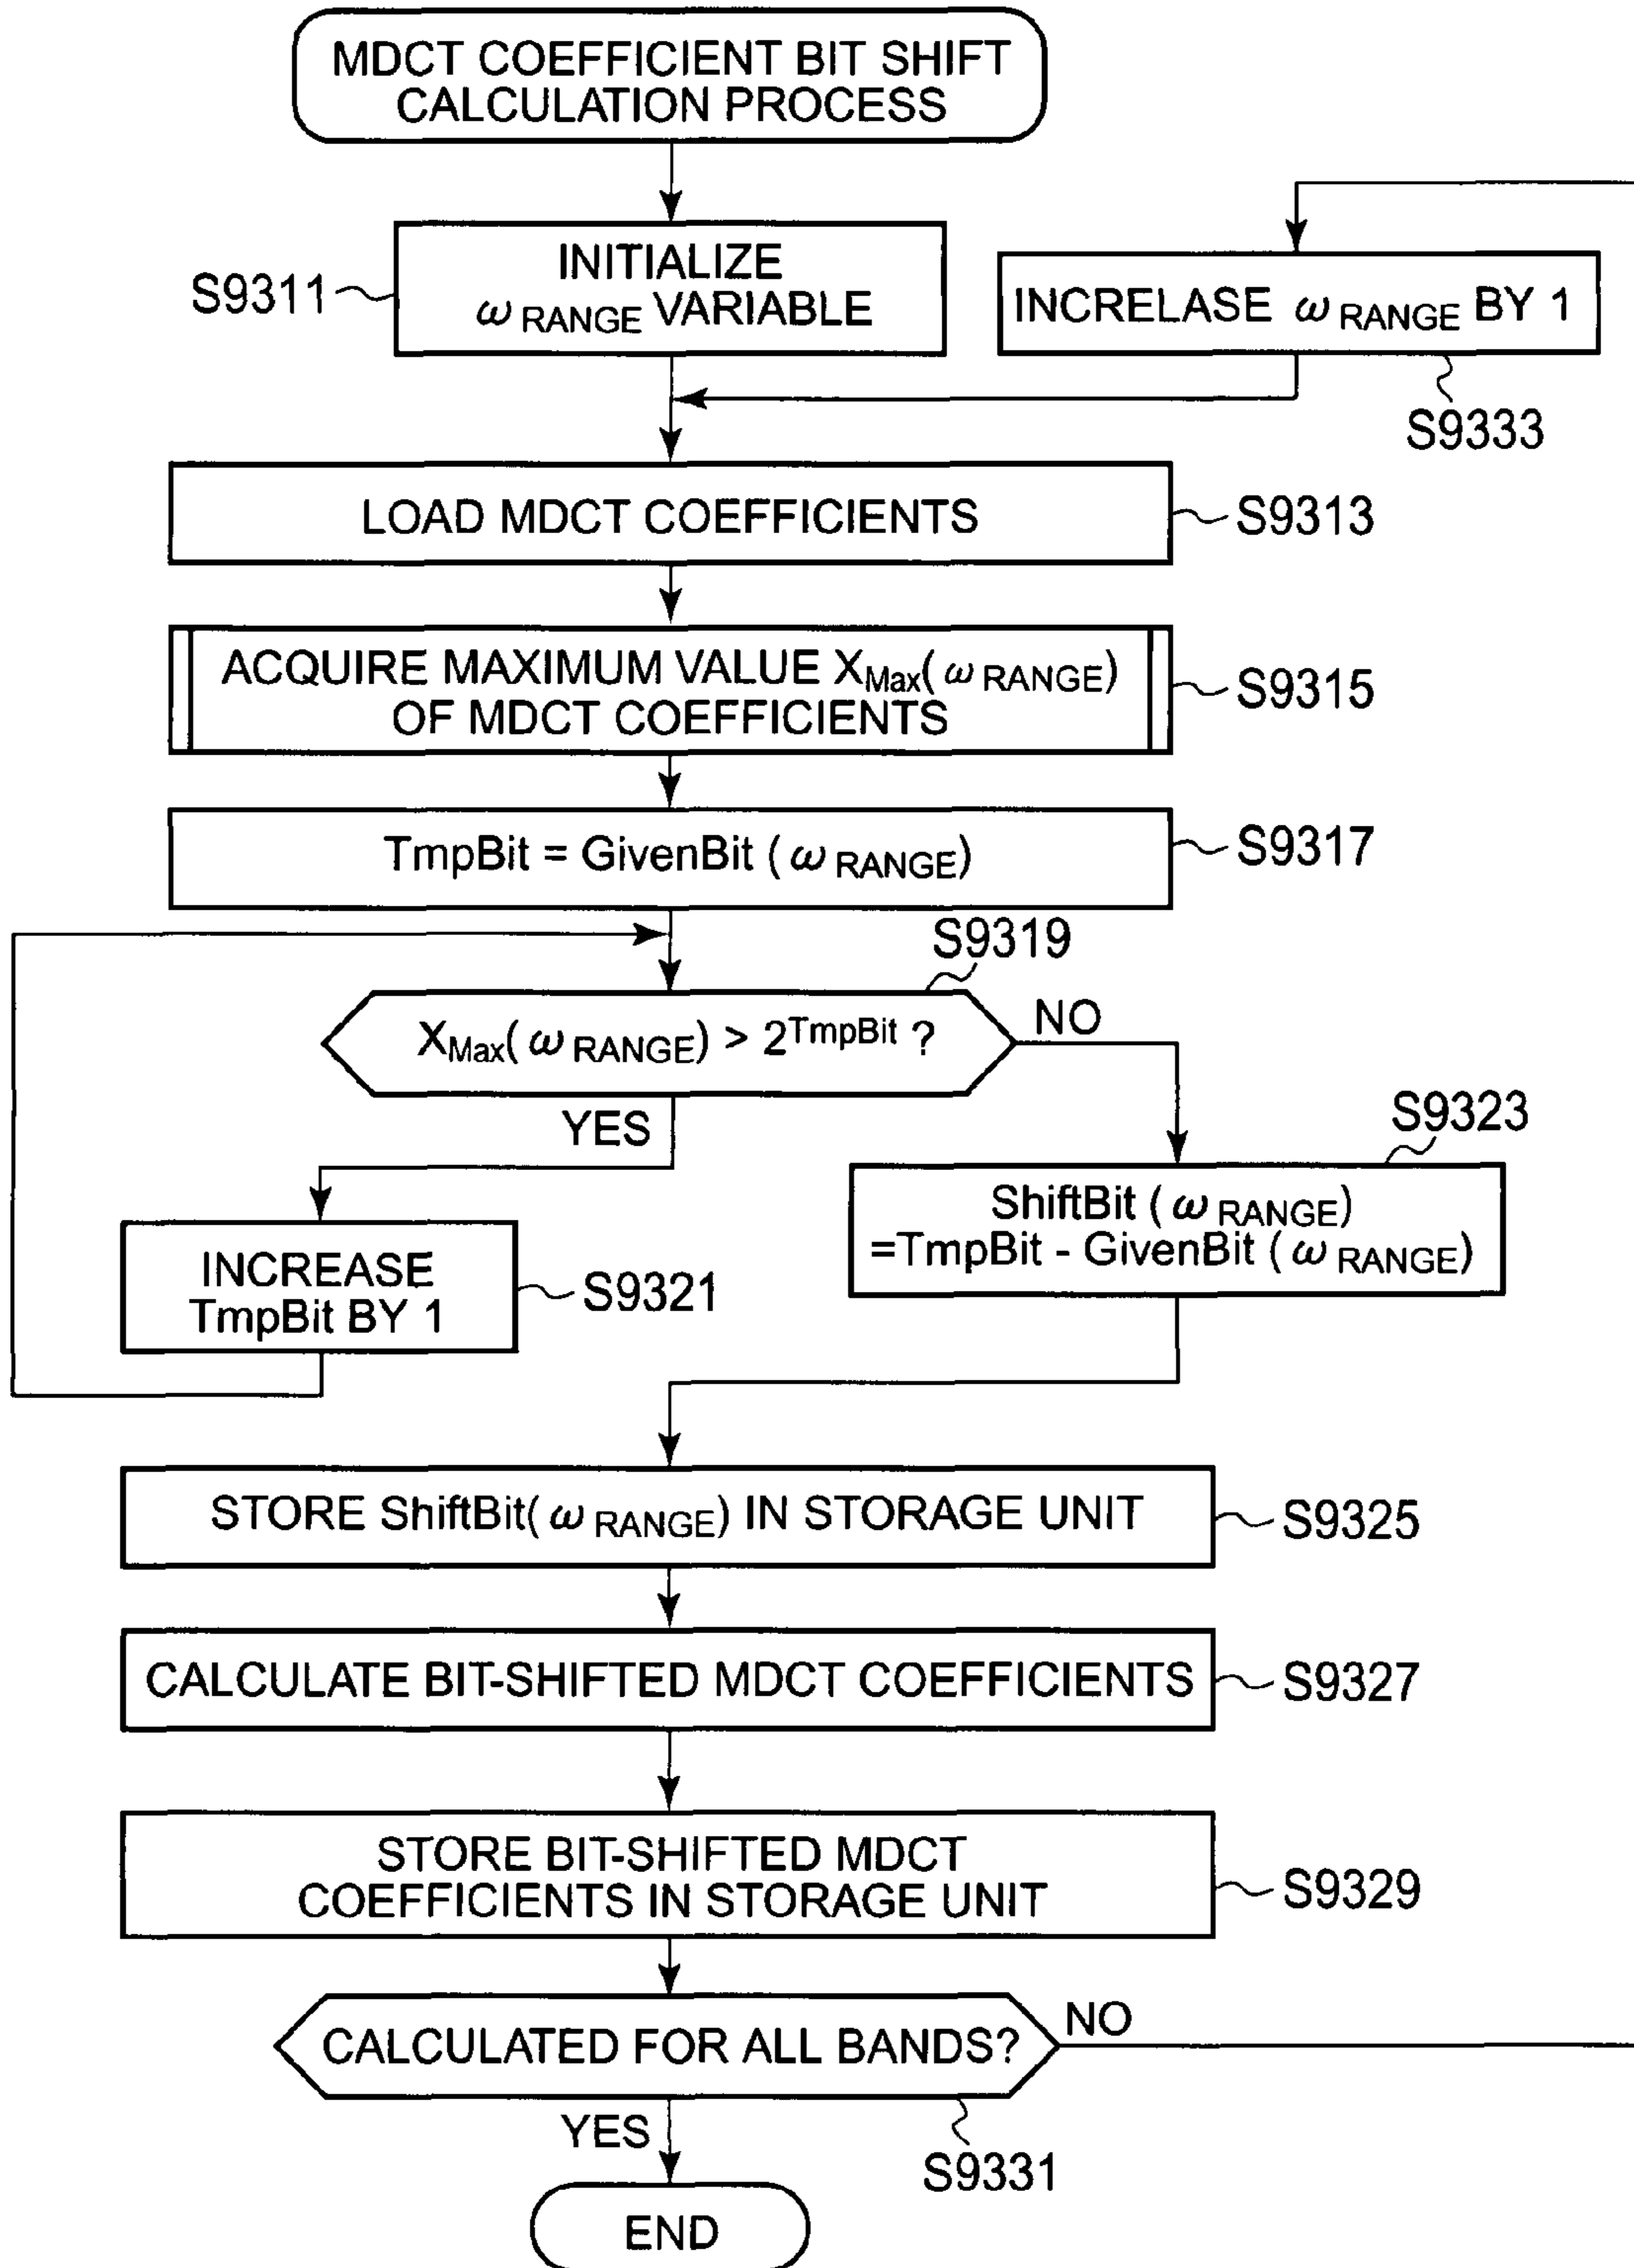 MDCT COEFFICIENT BIT SHIFT
CALCULATION PROCESS
S9311
INITIALIZE
ω RANGE VARIABLE
INCRELASE ω RANGE BY 1
S9333
LOAD MDCT COEFFICIENTS
S9313
ACQUIRE MAXIMUM VALUE XMax(ω RANGE)
OF MDCT COEFFICIENTS
S9315
TmpBit = GivenBit (ω RANGE)
S9317
S9319
XMax(ω RANGE) > 2^TmpBit ?
NO
YES
S9323
ShiftBit (ω RANGE)
=TmpBit - GivenBit (ω RANGE)
INCREASE
TmpBit BY 1
S9321
STORE ShiftBit(ω RANGE) IN STORAGE UNIT
S9325
CALCULATE BIT-SHIFTED MDCT COEFFICIENTS
S9327
STORE BIT-SHIFTED MDCT
COEFFICIENTS IN STORAGE UNIT
S9329
CALCULATED FOR ALL BANDS?
NO
YES
S9331
END